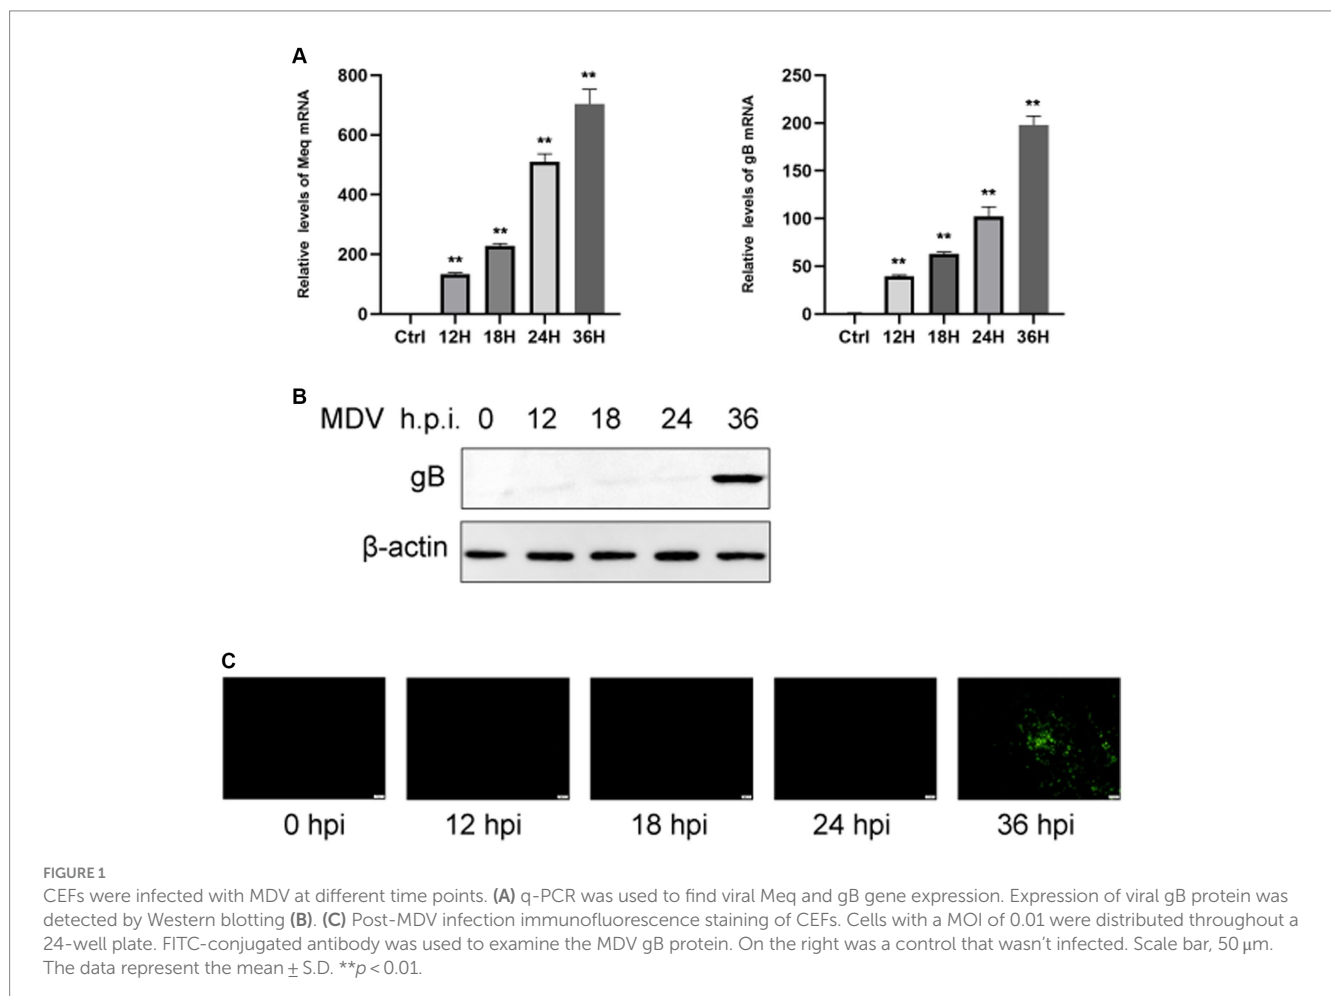 A
Relative levels of Meq mRNA
800
600
400
200
0
** ** ** **
Ctrl 12H 18H 24H 36H
Relative levels of gB mRNA
250
200
150
100
50
0
** ** ** **
Ctrl 12H 18H 24H 36H
B
MDV h.p.i. 0 12 18 24 36
gB
β-actin
C
0 hpi 12 hpi 18 hpi 24 hpi 36 hpi
FIGURE 1
CEFs were infected with MDV at different time points. (A) q-PCR was used to find viral Meq and gB gene expression. Expression of viral gB protein was
detected by Western blotting (B). (C) Post-MDV infection immunofluorescence staining of CEFs. Cells with a MOI of 0.01 were distributed throughout a
24-well plate. FITC-conjugated antibody was used to examine the MDV gB protein. On the right was a control that wasn't infected. Scale bar, 50 μm.
The data represent the mean ± S.D. **p < 0.01.